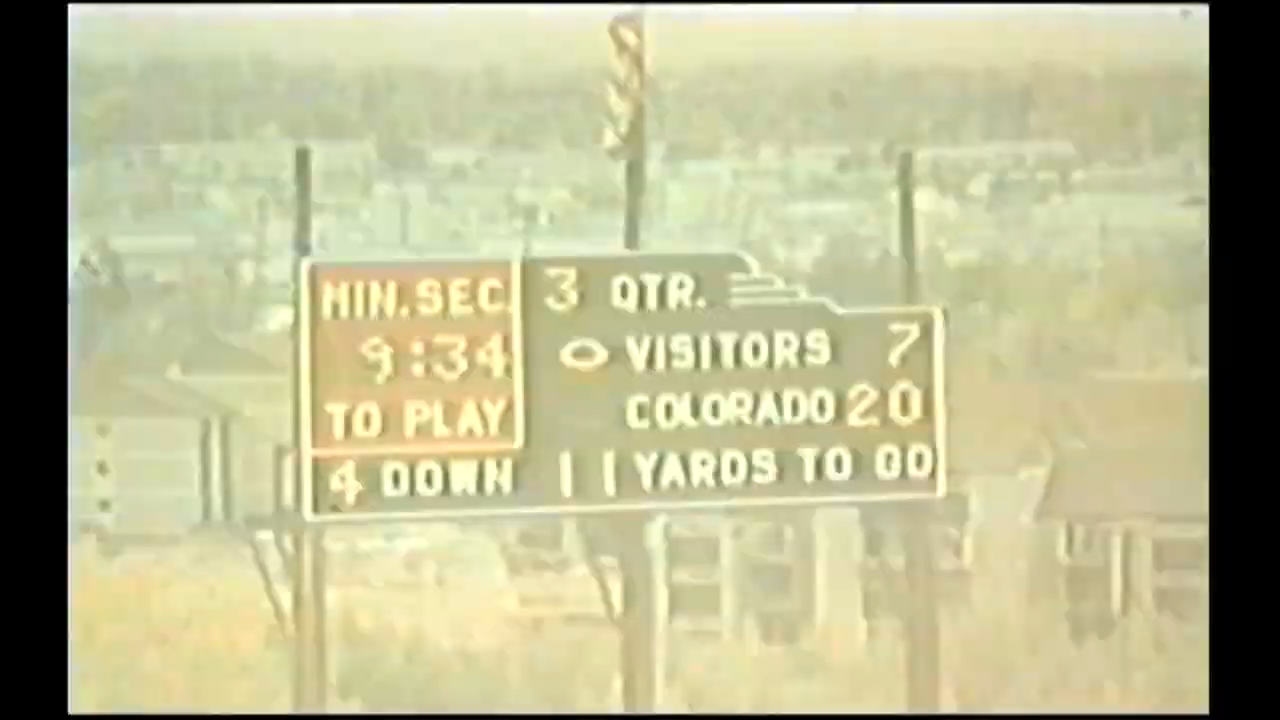 MIN. SEC. 3 QTR.
9:34 VISITORS 7
TO PLAY COLORADO 20
4 DOWN 11 YARDS TO GO